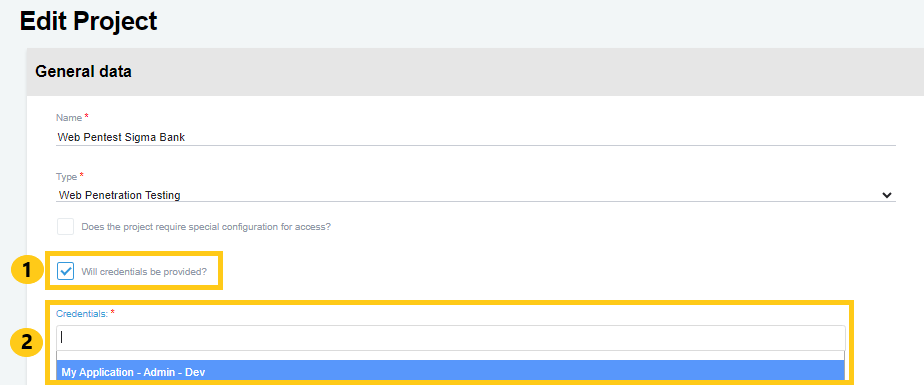 Edit Project
General data
Name *
Web Pentest Sigma Bank
Type *
Web Penetration Testing
Does the project require special configuration for access?
1
Will credentials be provided?
Credentials: *
2
My Application - Admin - Dev